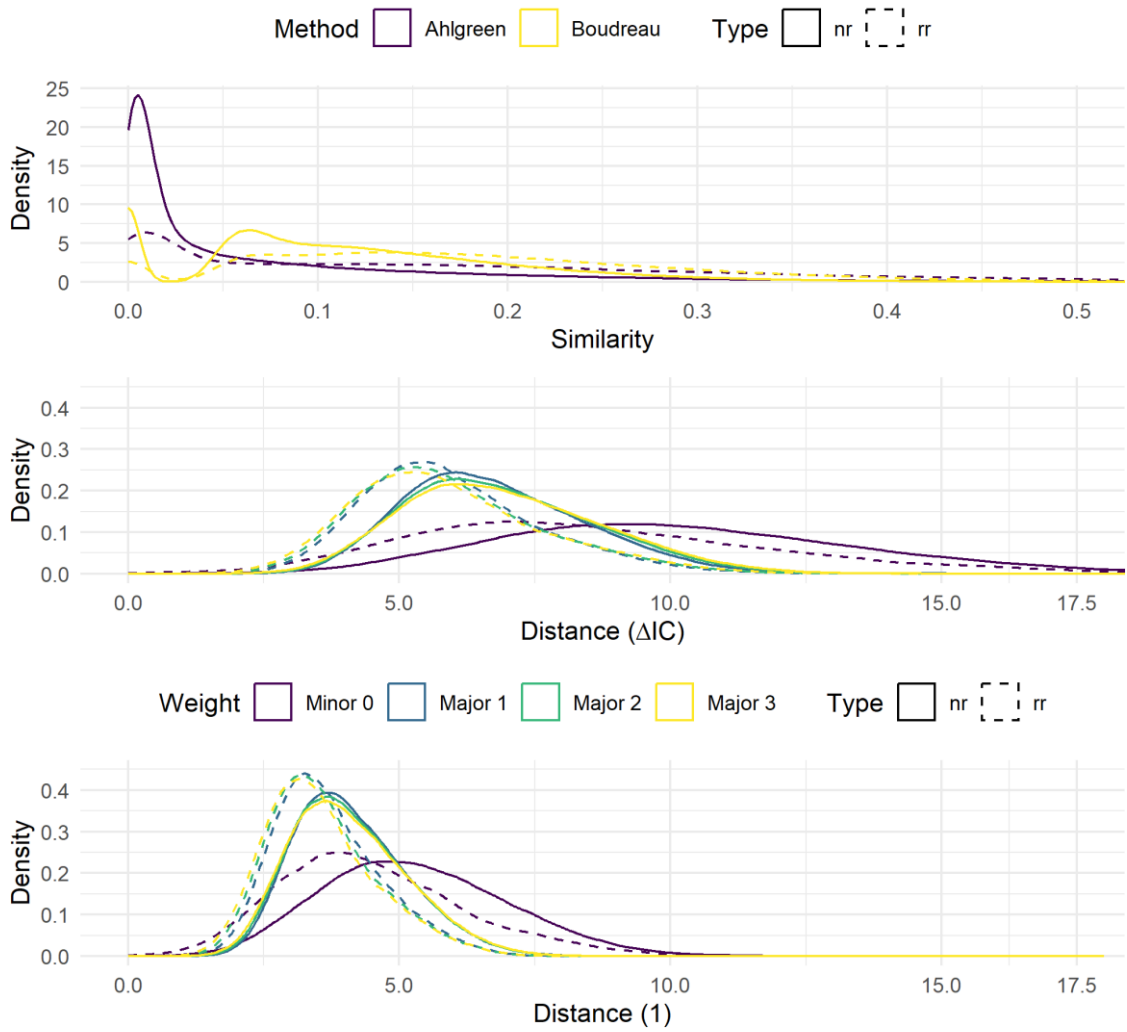 Method Ahlgreen Boudreau Type nr rr
25
20
15
10
5
0
Density
0.0 0.1 0.2 0.3 0.4 0.5
Similarity
0.4
0.3
0.2
0.1
0.0
Density
0.0 5.0 10.0 15.0 17.5
Distance (ΔIC)
Weight Minor 0 Major 1 Major 2 Major 3 Type nr rr
0.4
0.3
0.2
0.1
0.0
Density
0.0 5.0 10.0 15.0 17.5
Distance (1)